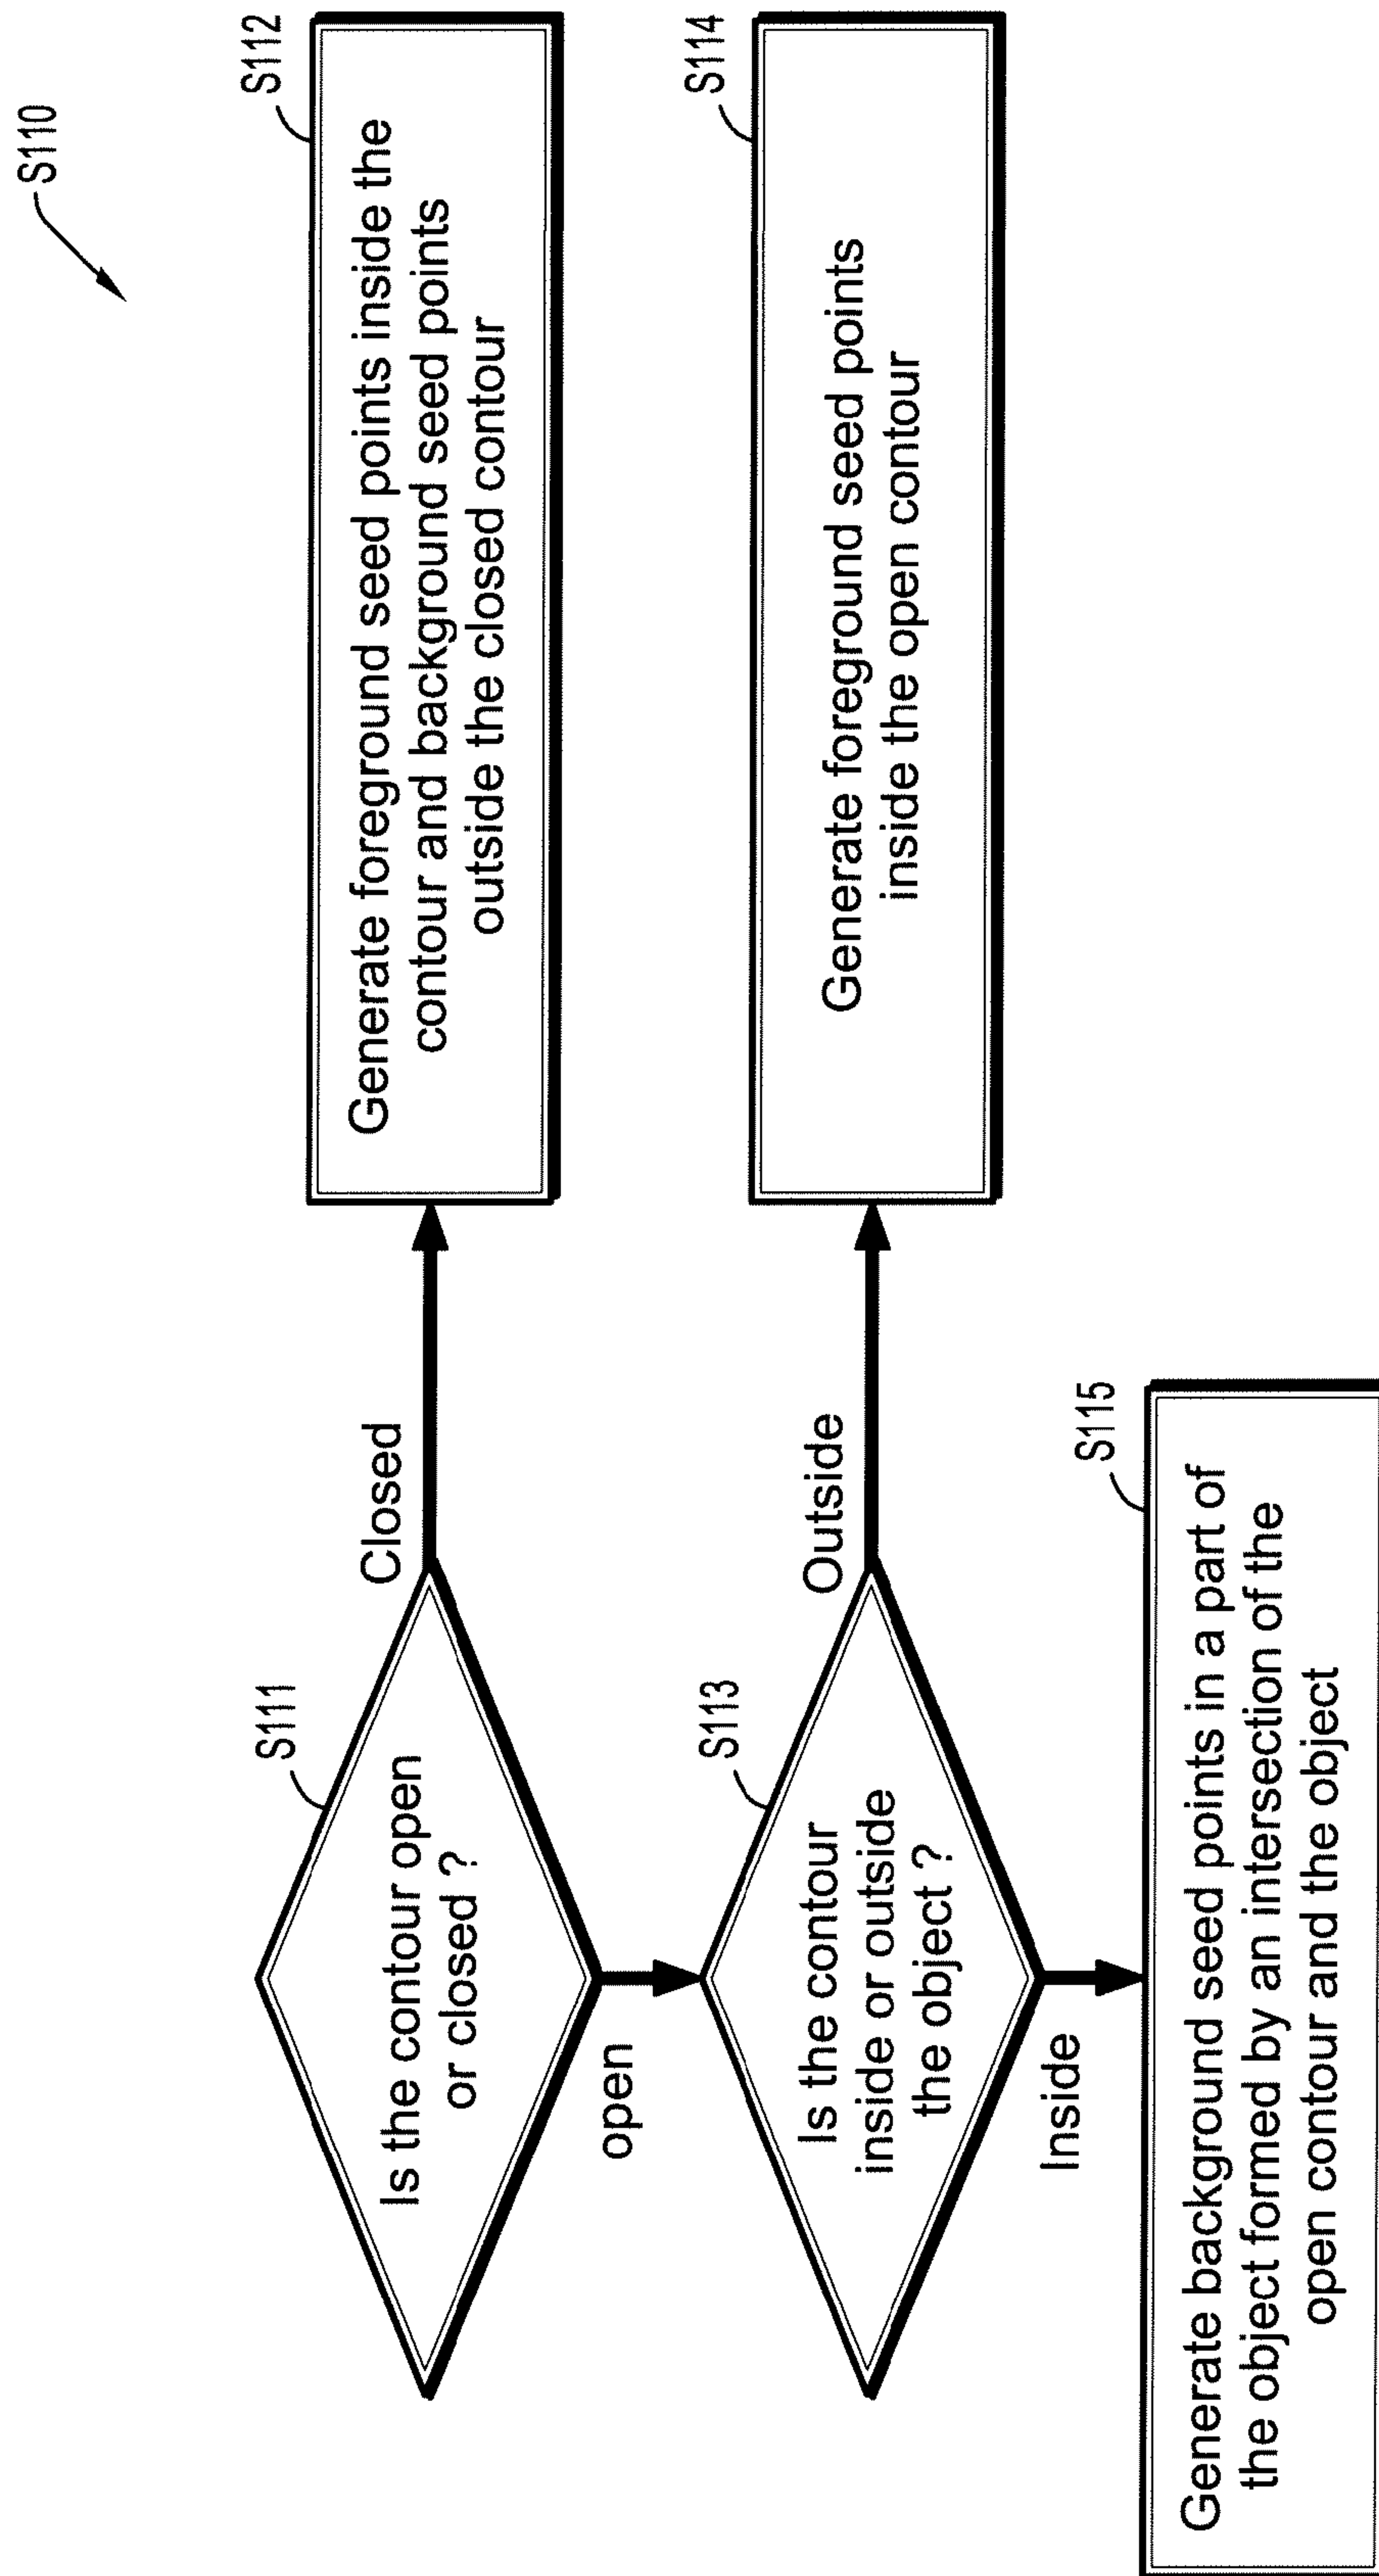 S110
S111
Is the contour open
or closed ?
Closed
S112
Generate foreground seed points inside the
contour and background seed points
outside the closed contour
open
S113
Is the contour
inside or outside
the object ?
Outside
S114
Generate foreground seed points
inside the open contour
Inside
S115
Generate background seed points in a part of
the object formed by an intersection of the
open contour and the object